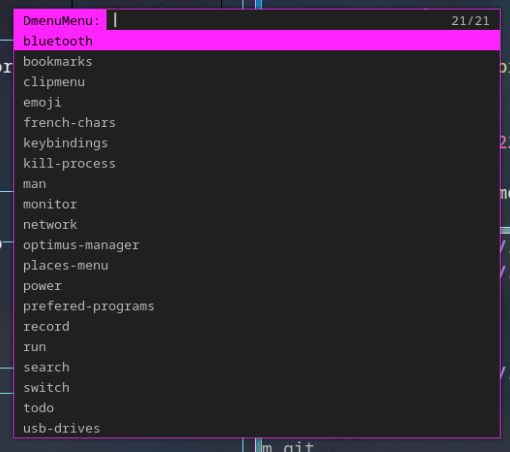 DmenuMenu: 21/21
bluetooth
bookmarks
clipmenu
emoji
french-chars
keybindings
kill-process
man
monitor
network
optimus-manager
places-menu
power
prefered-programs
record
run
search
switch
todo
usb-drives
m git